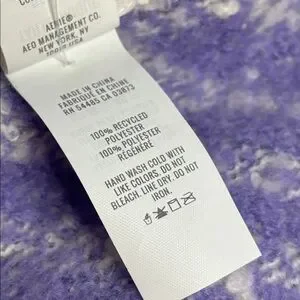 AERIE®
AEO MANAGEMENT CO.
NEW YORK, NY
MADE IN CHINA
FABRIQUÉ EN CHINE
RN 54485 CA 03673
100% RECYCLED
POLYESTER
100% POLYESTER
RÉGÉNÉRÉ
HAND WASH COLD WITH
LIKE COLORS. DO NOT
BLEACH. LINE DRY. DO NOT
IRON.